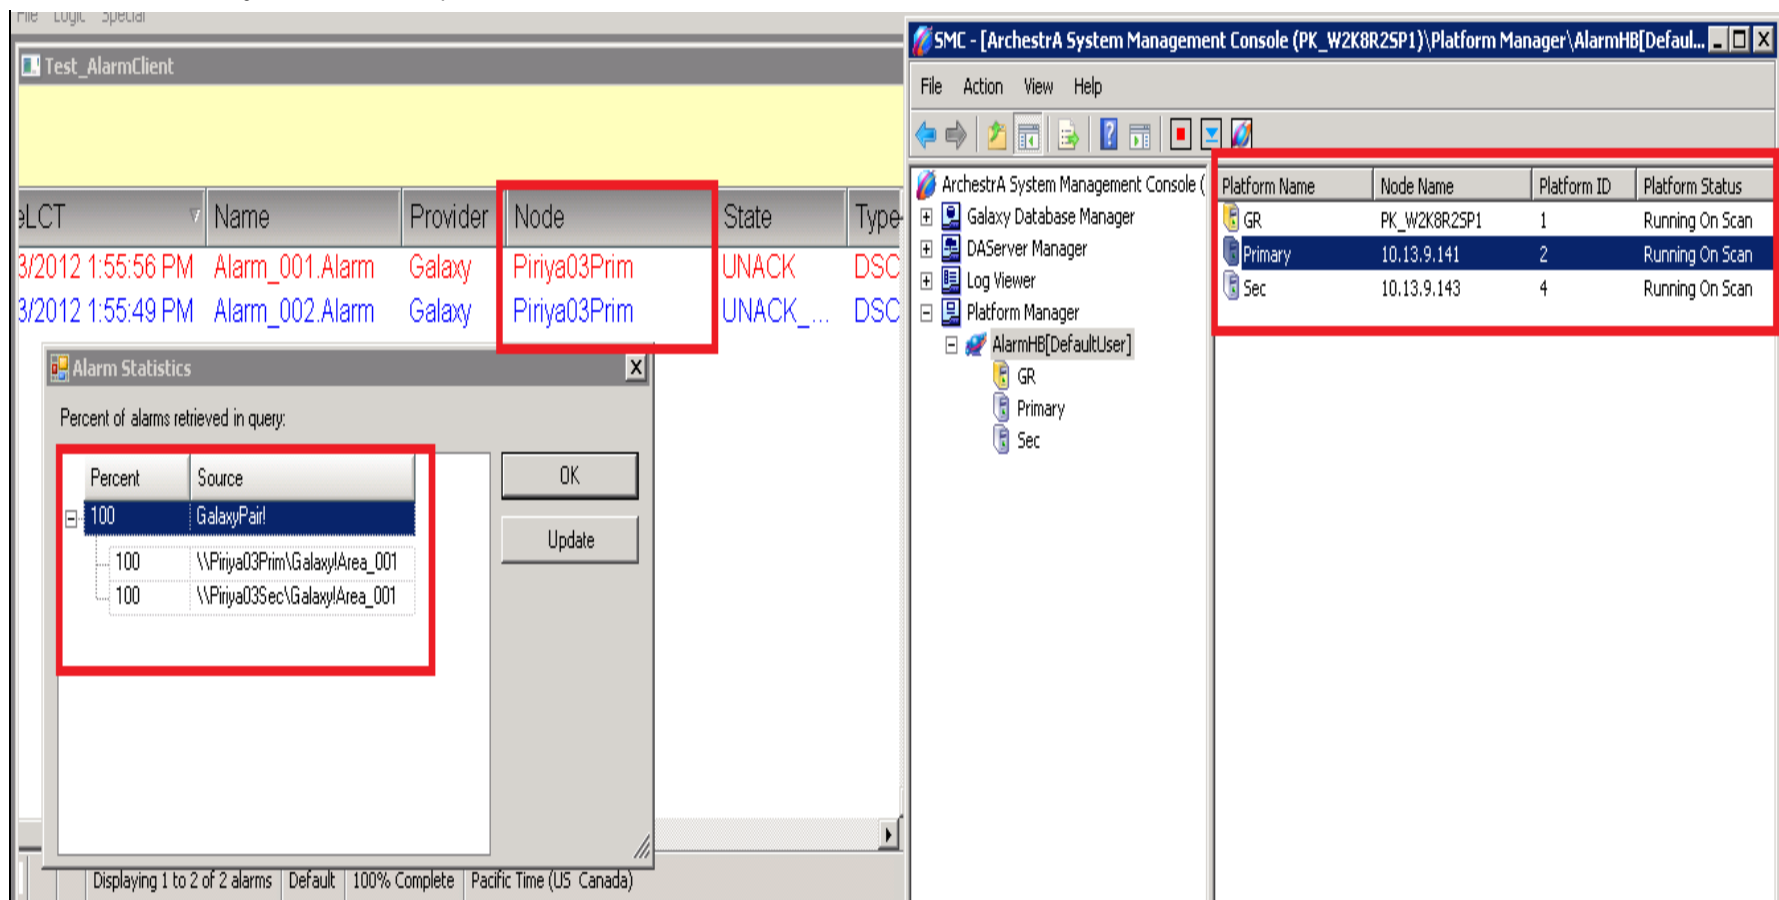 File Logic Special
Test_AlarmClient
eLCT Name Provider Node State Type
3/2012 1:55:56 PM Alarm_001.Alarm Galaxy Piriya03Prim UNACK DSC
3/2012 1:55:49 PM Alarm_002.Alarm Galaxy Piriya03Prim UNACK_... DSC
Alarm Statistics
Percent of alarms retrieved in query:
Percent Source
100 GalaxyPair!
100 \\Piriya03Prim\Galaxy!Area_001
100 \\Piriya03Sec\Galaxy!Area_001
OK
Update
Displaying 1 to 2 of 2 alarms Default 100% Complete Pacific Time (US Canada)
SMC - [ArchestrA System Management Console (PK_W2K8R2SP1)\Platform Manager\AlarmHB[Defaul...
File Action View Help
ArchestrA System Management Console (
Galaxy Database Manager
DAServer Manager
Log Viewer
Platform Manager
AlarmHB[DefaultUser]
GR
Primary
Sec
Platform Name Node Name Platform ID Platform Status
GR PK_W2K8R2SP1 1 Running On Scan
Primary 10.13.9.141 2 Running On Scan
Sec 10.13.9.143 4 Running On Scan